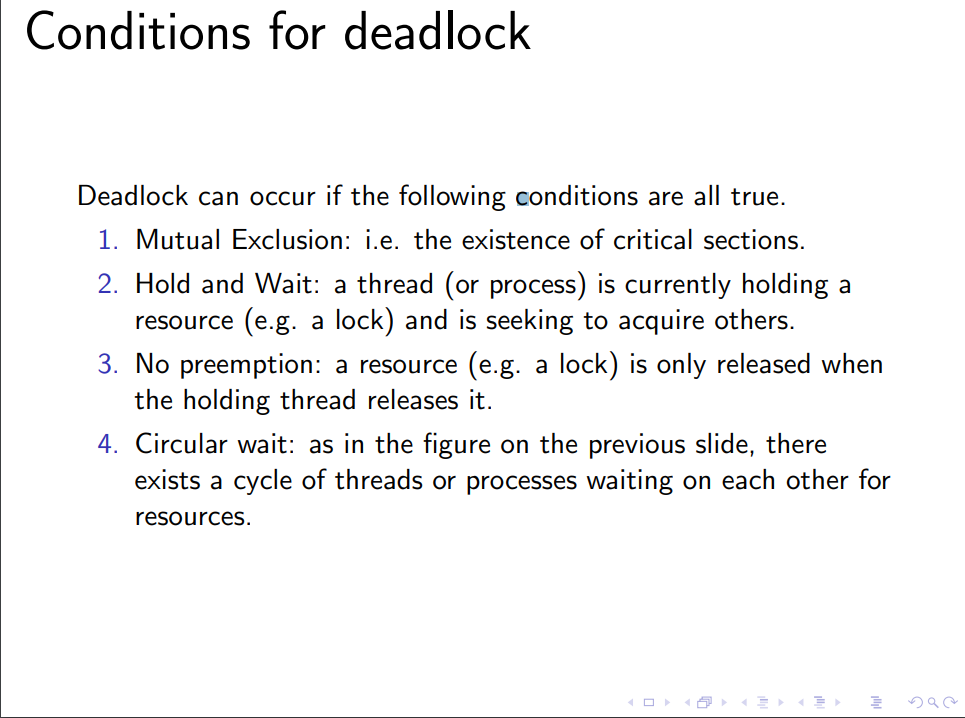 Conditions for deadlock
Deadlock can occur if the following conditions are all true.
1. Mutual Exclusion: i.e. the existence of critical sections.
2. Hold and Wait: a thread (or process) is currently holding a
resource (e.g. a lock) and is seeking to acquire others.
3. No preemption: a resource (e.g. a lock) is only released when
the holding thread releases it.
4. Circular wait: as in the figure on the previous slide, there
exists a cycle of threads or processes waiting on each other for
resources.